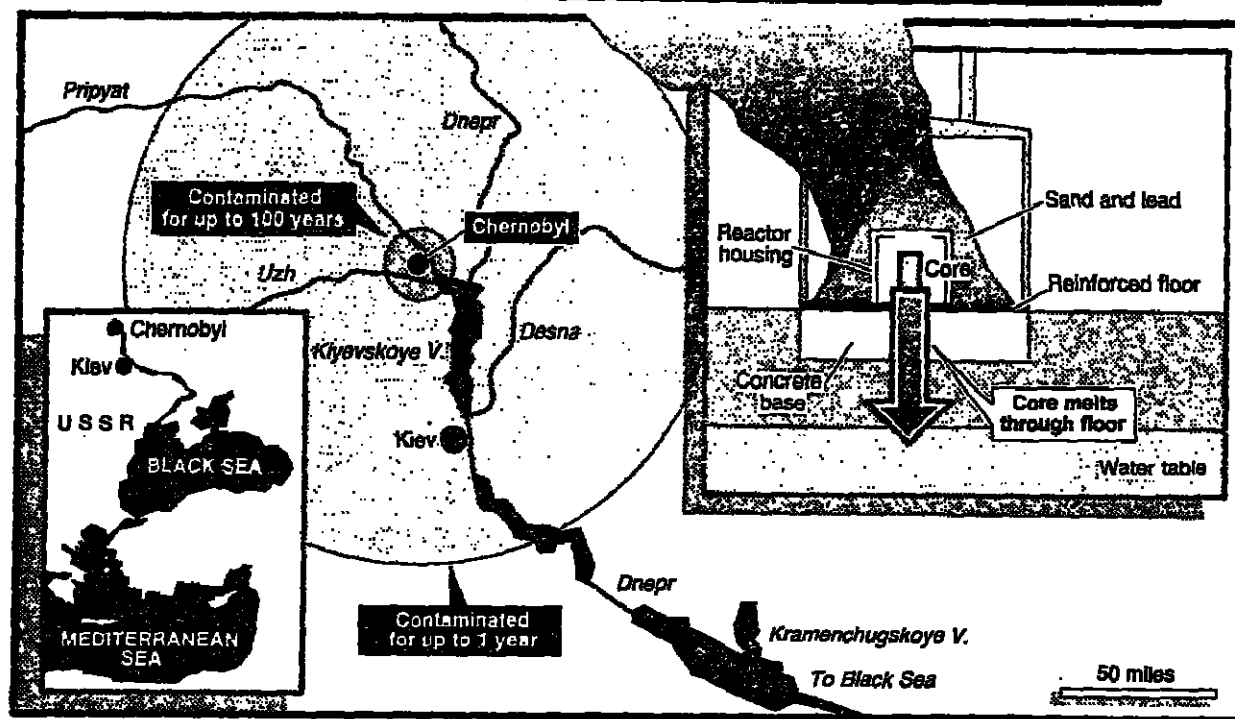 Pripyat
Dnepr
Contaminated
for up to 100 years
Chernobyl
Uzh
Desna
Kiyevskoye V.
Kiev
Contaminated
for up to 1 year
Dnepr
Kramenchugskoye V.
To Black Sea
50 miles
Chernobyl
Kiev
USSR
BLACK SEA
MEDITERRANEAN
SEA
Sand and lead
Reactor
housing
Core
Reinforced floor
Concrete
base
Core melts
through floor
Water table